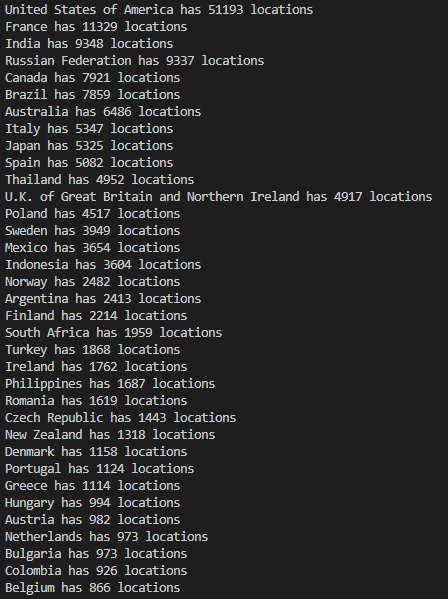 United States of America has 51193 locations
France has 11329 locations
India has 9348 locations
Russian Federation has 9337 locations
Canada has 7921 locations
Brazil has 7859 locations
Australia has 6486 locations
Italy has 5347 locations
Japan has 5325 locations
Spain has 5082 locations
Thailand has 4952 locations
U.K. of Great Britain and Northern Ireland has 4917 locations
Poland has 4517 locations
Sweden has 3949 locations
Mexico has 3654 locations
Indonesia has 3604 locations
Norway has 2482 locations
Argentina has 2413 locations
Finland has 2214 locations
South Africa has 1959 locations
Turkey has 1868 locations
Ireland has 1762 locations
Philippines has 1687 locations
Romania has 1619 locations
Czech Republic has 1443 locations
New Zealand has 1318 locations
Denmark has 1158 locations
Portugal has 1124 locations
Greece has 1114 locations
Hungary has 994 locations
Austria has 982 locations
Netherlands has 973 locations
Bulgaria has 973 locations
Colombia has 926 locations
Belgium has 866 locations